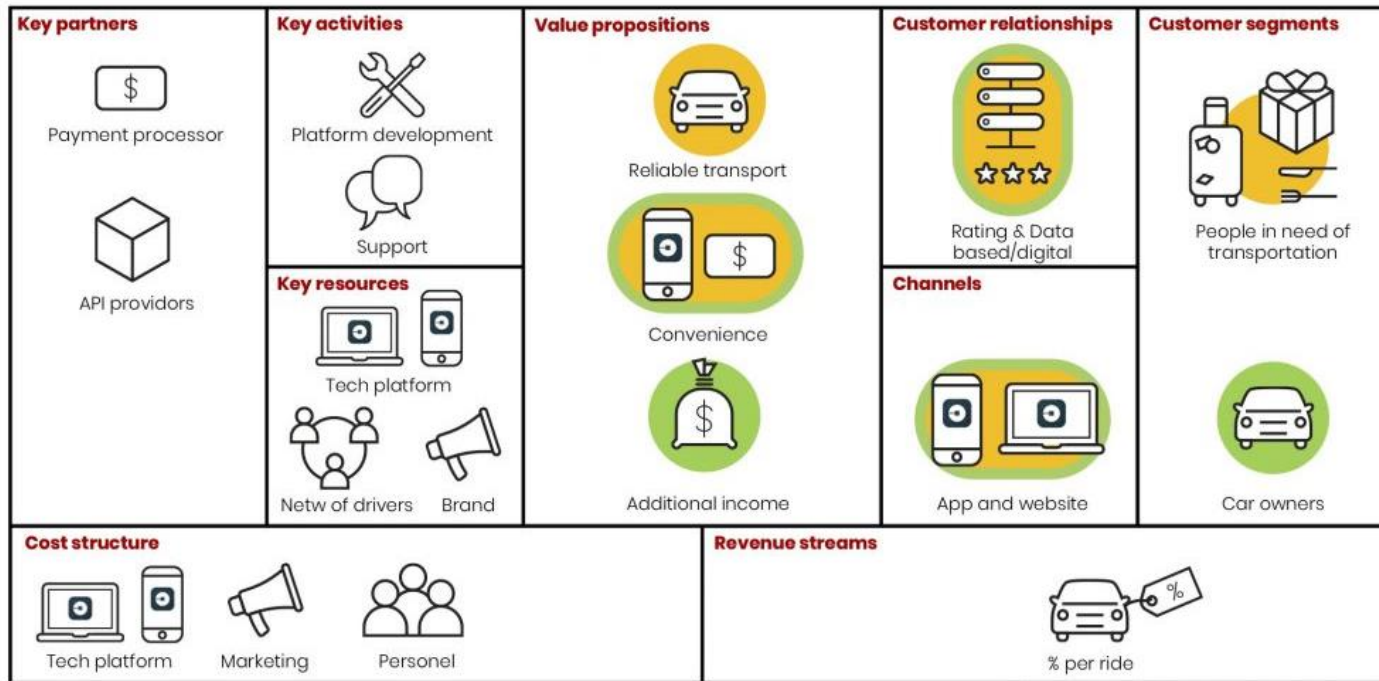 Key partners
$
Payment processor
API providors
Key activities
Platform development
Support
Key resources
Tech platform
Netw of drivers
Brand
Value propositions
Reliable transport
$
Convenience
$
Additional income
Customer relationships
Rating & Data
based/digital
Channels
App and website
Customer segments
People in need of
transportation
Car owners
Cost structure
Tech platform
Marketing
Personel
Revenue streams
%
% per ride